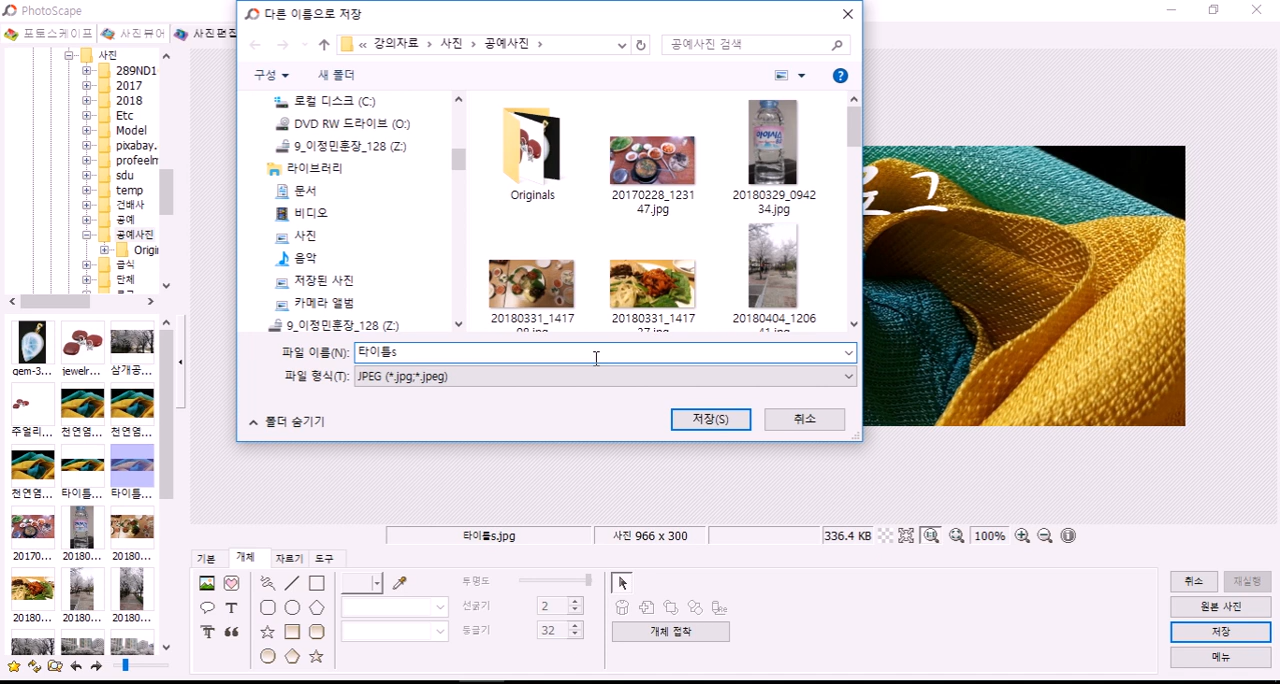 PhotoScape
포토스케이프
사진뷰어
사진편집
다른 이름으로 저장
« 강의자료 › 사진 › 공예사진 ›
공예사진 검색
구성
새 폴더
로컬 디스크 (C:)
DVD RW 드라이브 (O:)
9_이정민훈장_128 (Z:)
라이브러리
문서
비디오
사진
음악
저장된 사진
카메라 앨범
9_이정민훈장_128 (Z:)
Originals
20170228_1231
47.jpg
20180329_0942
34.jpg
20180331_1417
20180331_1417
20180404_1206
파일 이름(N): 타이틀s
파일 형식(T): JPEG (*.jpg;*.jpeg)
폴더 숨기기
저장(S)
취소
사진
289ND1
2017
2018
Etc
Model
pixabay.
profeeln
sdu
temp
건배사
공예
공예사진
Origi
금식
단체
gem-3...
jewelr...
삼개공...
주얼리...
천연염...
천연염...
천연염...
타이틀...
타이틀...
20170...
20180...
20180...
20180...
20180...
20180...
타이틀s.jpg
사진 966 x 300
336.4 KB
100%
기본
개체
자르기
도구
투명도
선굵기
2
둥글기
32
개체 접착
취소
재실행
원본 사진
저장
메뉴